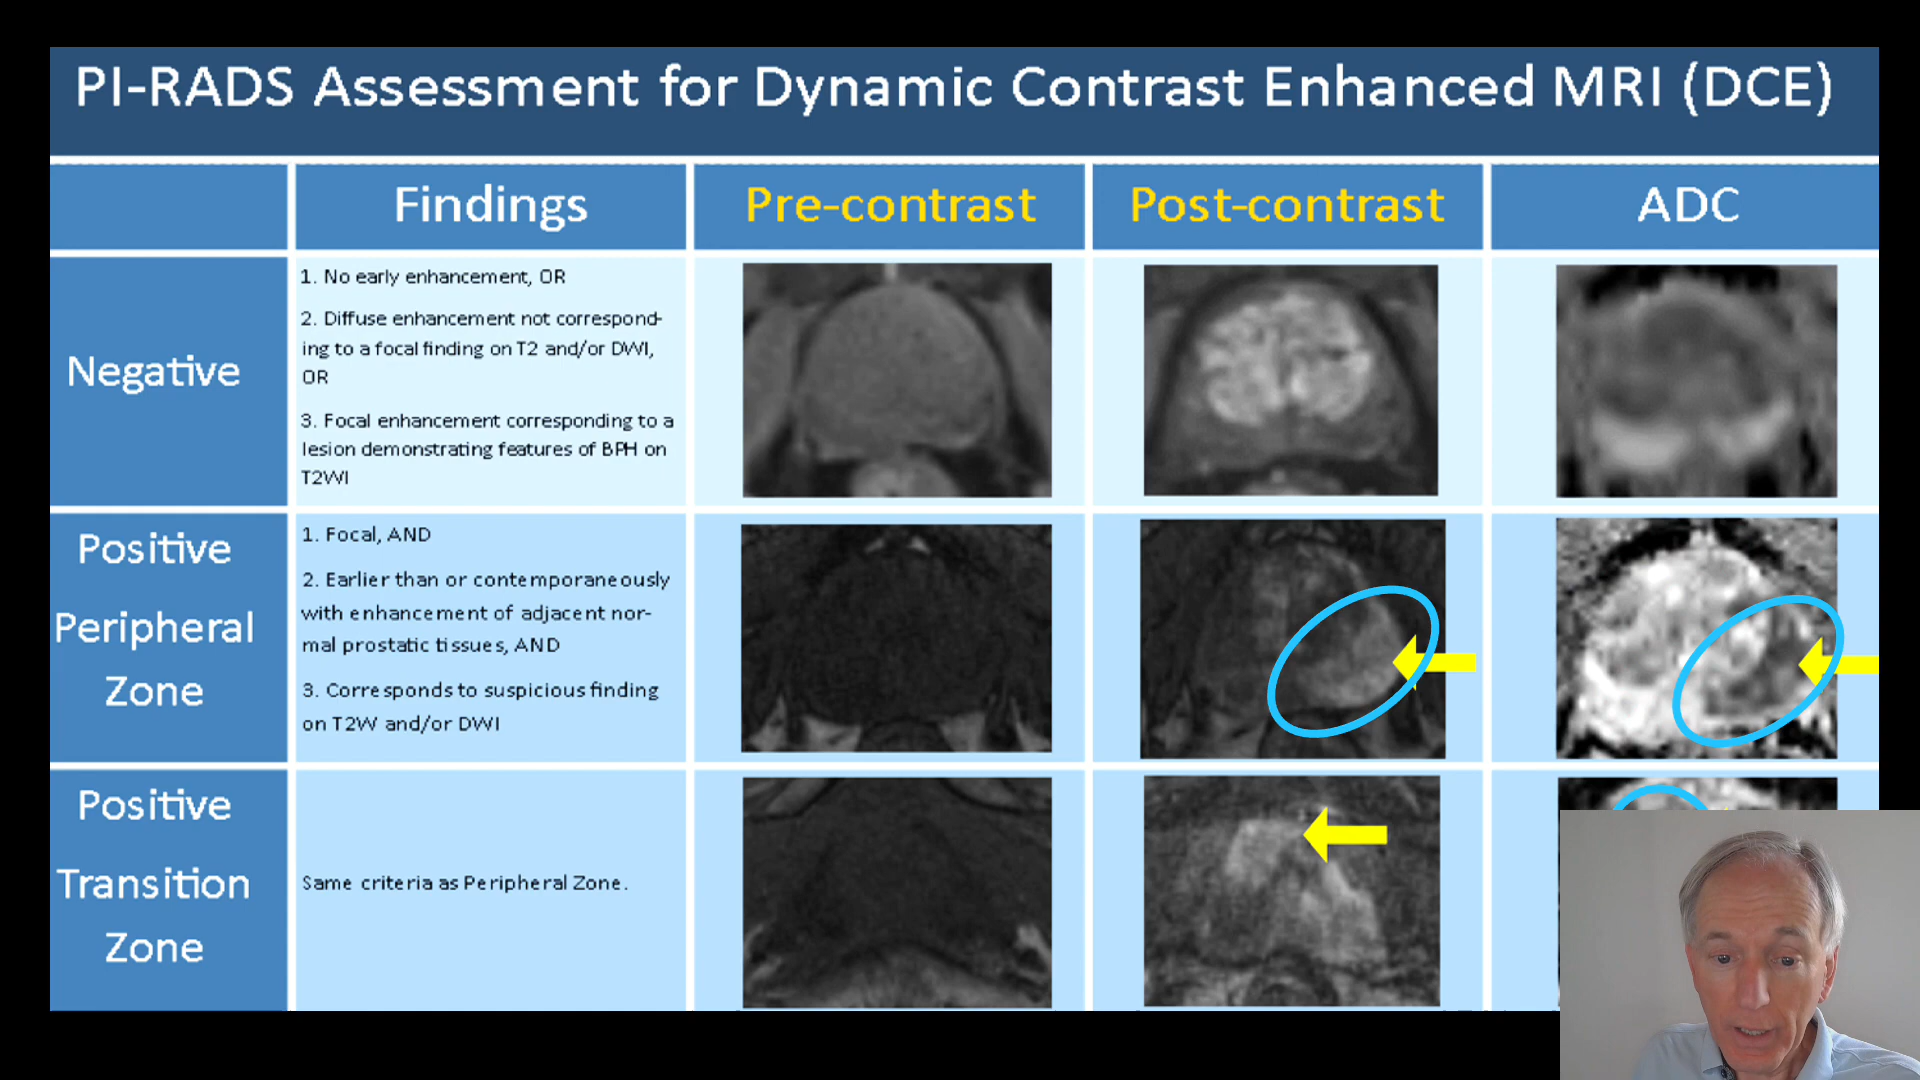 PI-RADS Assessment for Dynamic Contrast Enhanced MRI (DCE)
Findings
Pre-contrast
Post-contrast
ADC
Negative
1. No early enhancement, OR
2. Diffuse enhancement not correspond-
ing to a focal finding on T2 and/or DWI,
OR
3. Focal enhancement corresponding to a
lesion demonstrating features of BPH on
T2WI
Positive
Peripheral
Zone
1. Focal, AND
2. Earlier than or contemporaneously
with enhancement of adjacent nor-
mal prostatic tissues, AND
3. Corresponds to suspicious finding
on T2W and/or DWI
Positive
Transition
Zone
Same criteria as Peripheral Zone.